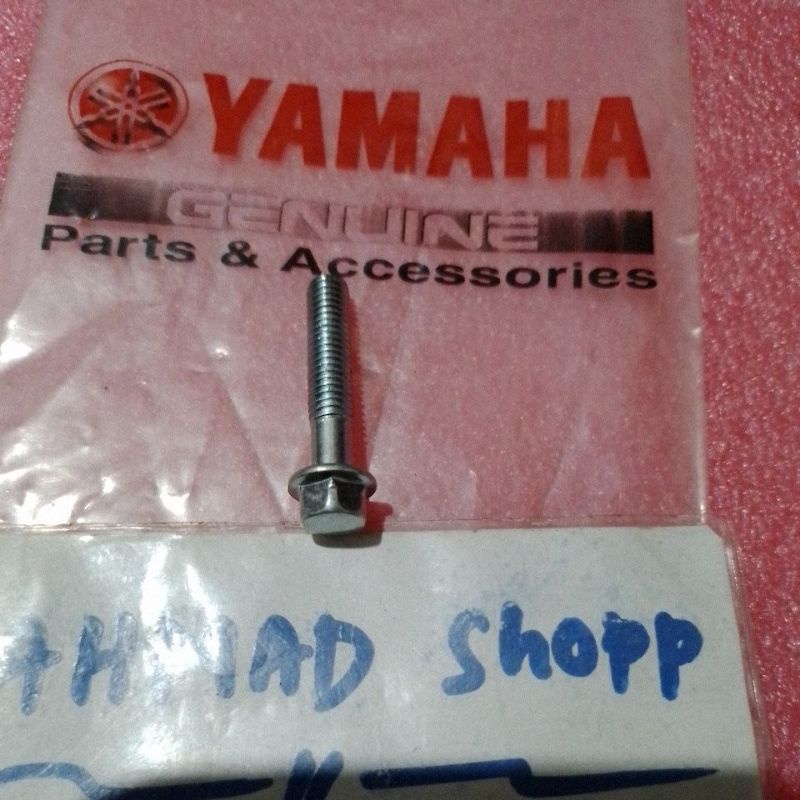 YAMAHA
GENUINE
Parts & Accessories
AHMAD Shopp